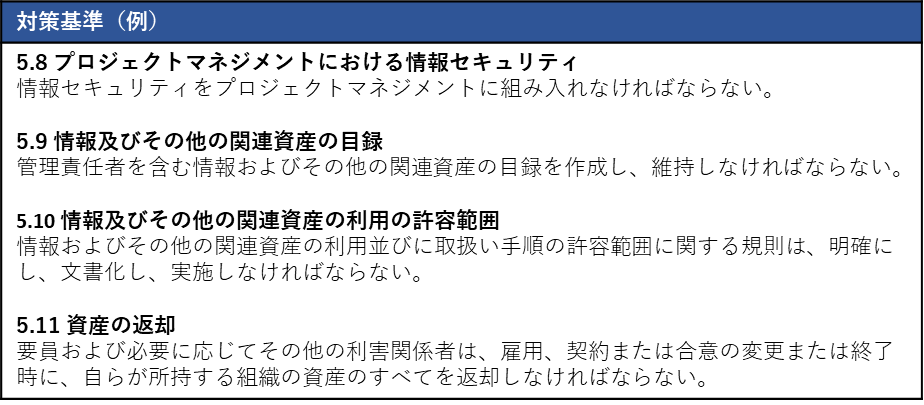 対策基準（例）
5.8 プロジェクトマネジメントにおける情報セキュリティ
情報セキュリティをプロジェクトマネジメントに組み入れなければならない。
5.9 情報及びその他の関連資産の目録
管理責任者を含む情報およびその他の関連資産の目録を作成し、維持しなければならない。
5.10 情報及びその他の関連資産の利用の許容範囲
情報およびその他の関連資産の利用並びに取扱い手順の許容範囲に関する規則は、明確に
し、文書化し、実施しなければならない。
5.11 資産の返却
要員および必要に応じてその他の利害関係者は、雇用、契約または合意の変更または終了
時に、自らが所持する組織の資産のすべてを返却しなければならない。